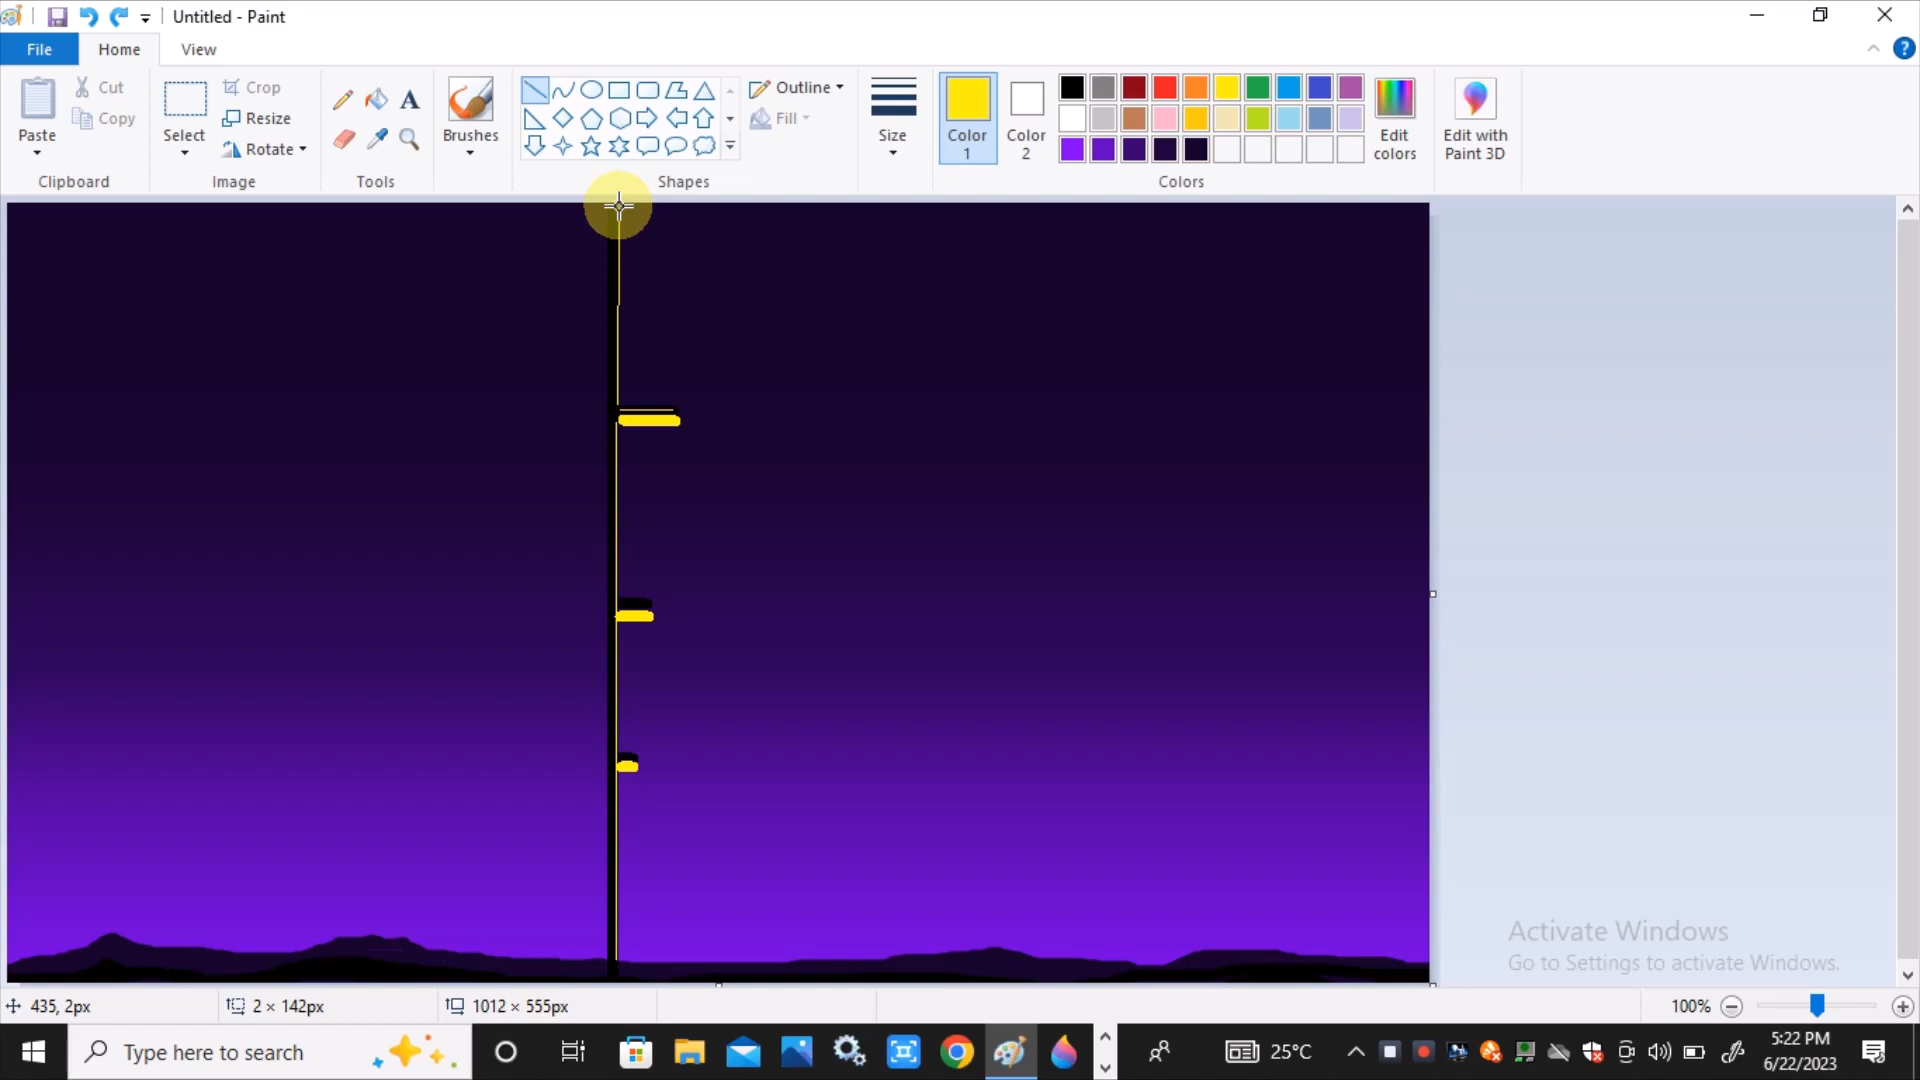 Untitled - Paint
File Home View
Paste
Cut
Copy
Clipboard
Select
Crop
Resize
Rotate
Image
Tools
Brushes
Shapes
Outline
Fill
Size
Color 1
Color 2
Edit colors
Edit with Paint 3D
Colors
Activate Windows
Go to Settings to activate Windows.
435, 2px
2 × 142px
1012 × 555px
100%
Type here to search
25°C
5:22 PM
6/22/2023